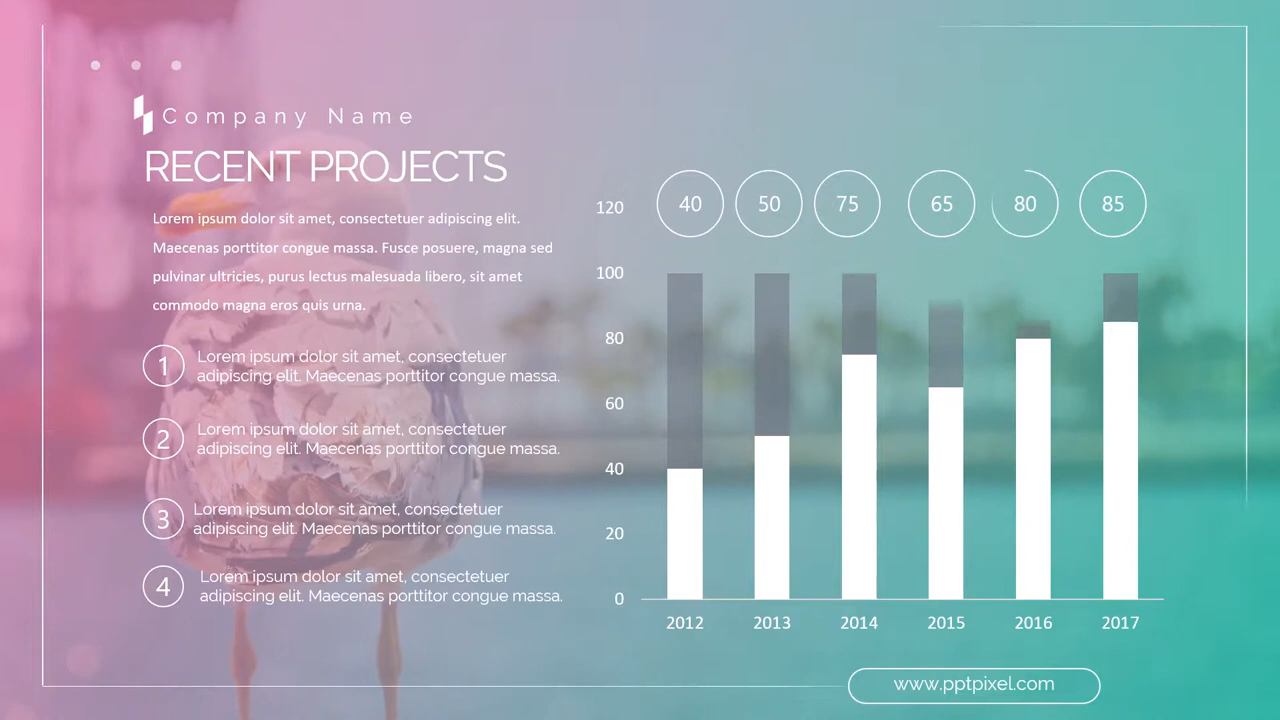 Company Name
RECENT PROJECTS
Lorem ipsum dolor sit amet, consectetuer adipiscing elit.
Maecenas porttitor congue massa. Fusce posuere, magna sed
pulvinar ultricies, purus lectus malesuada libero, sit amet
commodo magna eros quis urna.
1
Lorem ipsum dolor sit amet, consectetuer
adipiscing elit. Maecenas porttitor congue massa.
2
Lorem ipsum dolor sit amet, consectetuer
adipiscing elit. Maecenas porttitor congue massa.
3
Lorem ipsum dolor sit amet, consectetuer
adipiscing elit. Maecenas porttitor congue massa.
4
Lorem ipsum dolor sit amet, consectetuer
adipiscing elit. Maecenas porttitor congue massa.
40 50 75 65 80 85
120
100
80
60
40
20
0
2012 2013 2014 2015 2016 2017
www.pptpixel.com